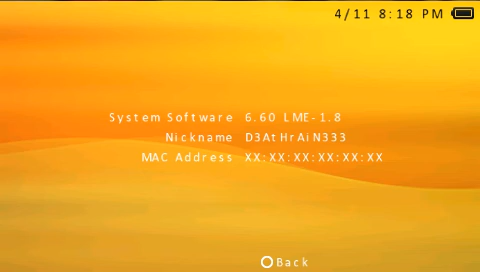 4/11 8:18 PM
System Software 6.60 LME-1.8
Nickname D3AtHrAiN333
MAC Address XX:XX:XX:XX:XX:XX
Back